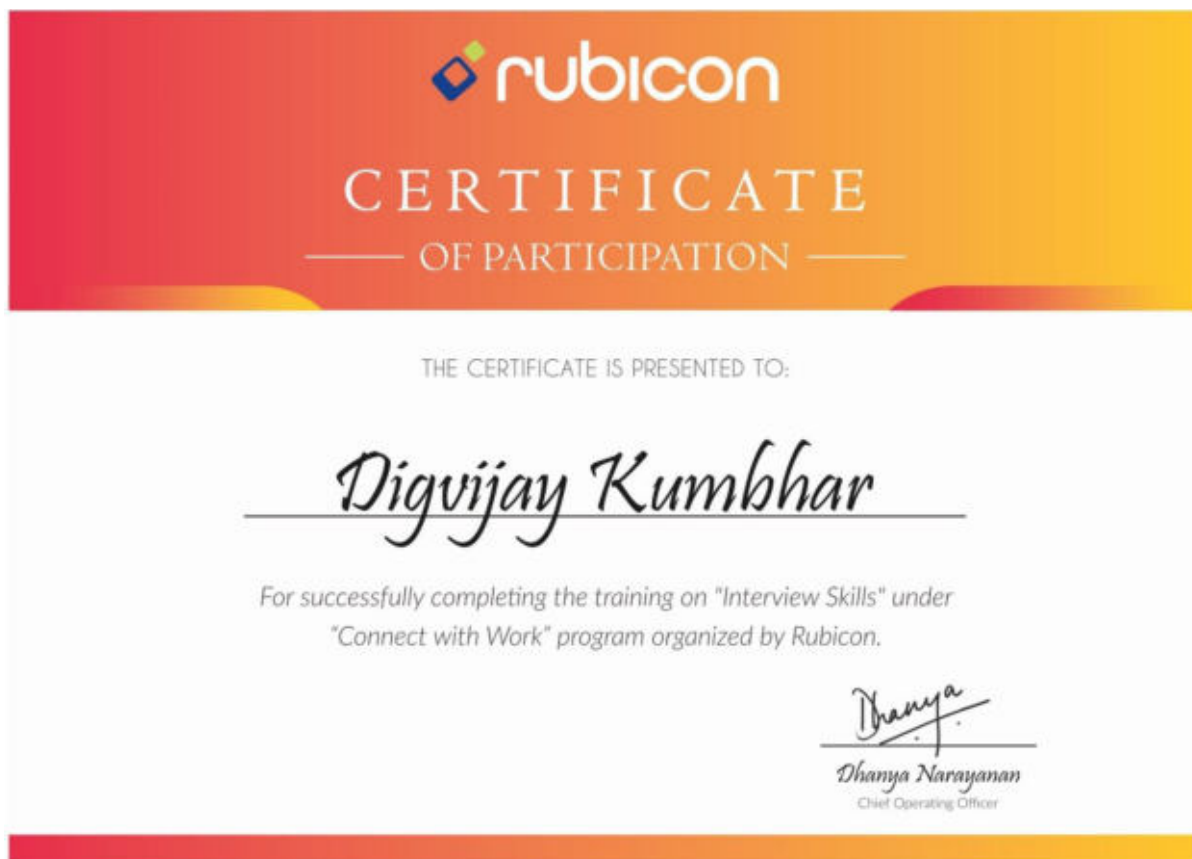 rubicon
CERTIFICATE
OF PARTICIPATION
THE CERTIFICATE IS PRESENTED TO:
Digvijay Kumbhar
For successfully completing the training on "Interview Skills" under
"Connect with Work" program organized by Rubicon.
Dhanya
Dhanya Narayanan
Chief Operating Officer